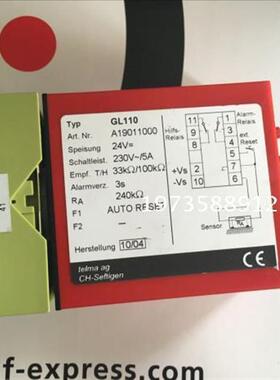 Typ GL110
Art. Nr. A19011000
Speisung 24V=
Schaltleist. 230V~/5A
Empf. T/H 33kΩ/100kΩ
Alarmverz. 3s
RA 240kΩ
F1 AUTO RESET
F2 —
Herstellung 10/04
telma ag
CH-Seftigen
11
9
8
Hilfs-
Relais
1
3
4
Alarm-
Relais
ext.
Reset
+Vs
-Vs
2
10
5
7
6
Sensor
CE
1973588912
f-express.com